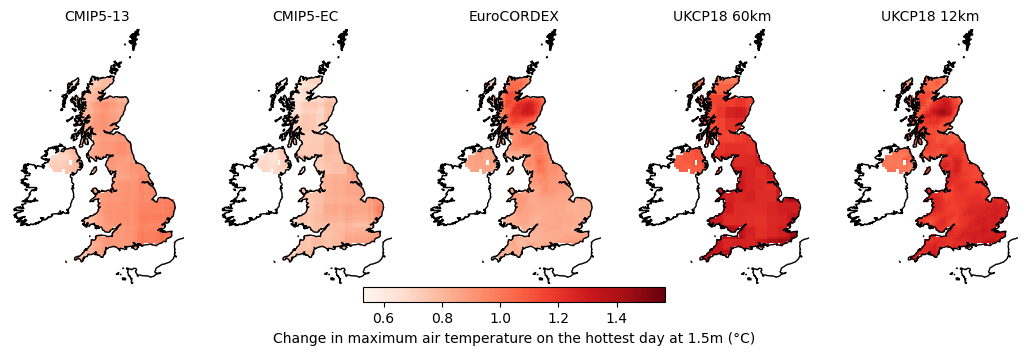 CMIP5-13 CMIP5-EC EuroCORDEX UKCP18 60km UKCP18 12km
0.6 0.8 1.0 1.2 1.4
Change in maximum air temperature on the hottest day at 1.5m (°C)